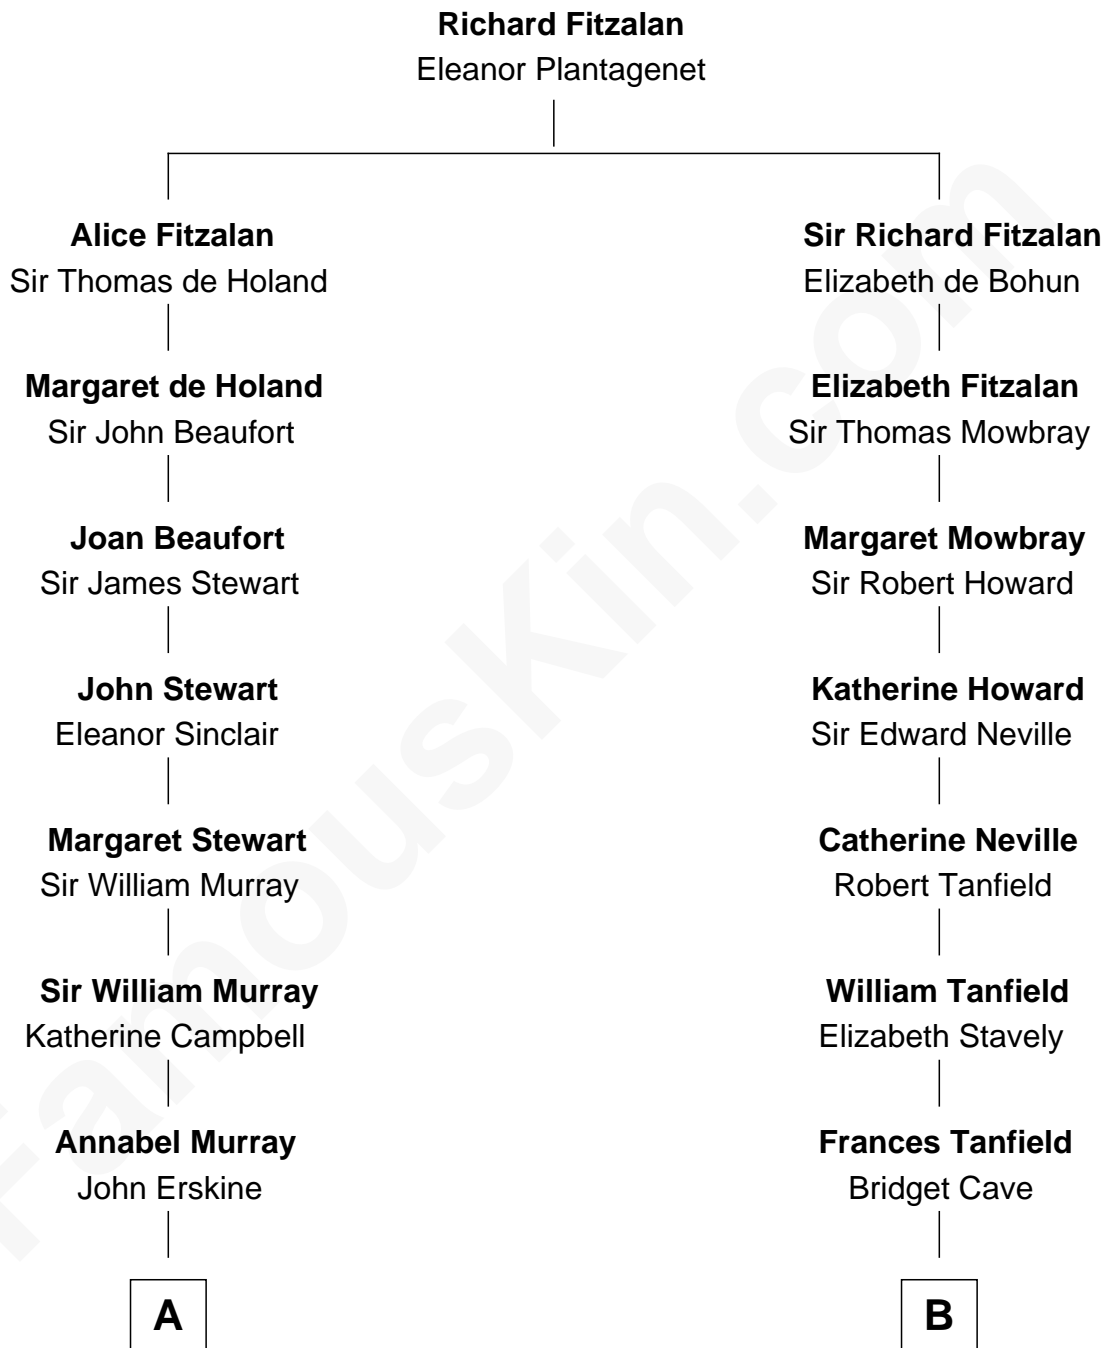 Richard Fitzalan
Eleanor Plantagenet
Alice Fitzalan
Sir Thomas de Holand
Sir Richard Fitzalan
Elizabeth de Bohun
Margaret de Holand
Sir John Beaufort
Elizabeth Fitzalan
Sir Thomas Mowbray
Joan Beaufort
Sir James Stewart
Margaret Mowbray
Sir Robert Howard
John Stewart
Eleanor Sinclair
Katherine Howard
Sir Edward Neville
Margaret Stewart
Sir William Murray
Catherine Neville
Robert Tanfield
Sir William Murray
Katherine Campbell
William Tanfield
Elizabeth Stavely
Annabel Murray
John Erskine
Frances Tanfield
Bridget Cave
A
B
FamousKin.com